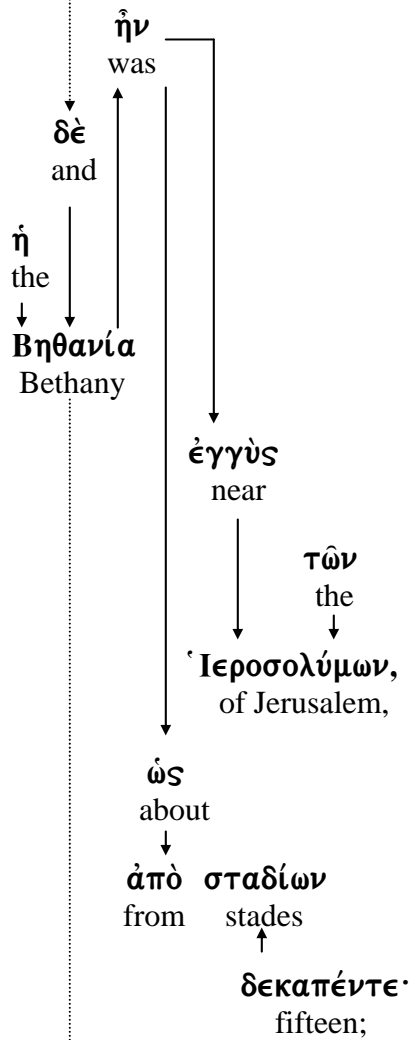 ἦν
was
δὲ
and
ἡ
the
Βηθανία
Bethany
ἐγγὺς
near
τῶν
the
Ἱεροσολύμων,
of Jerusalem,
ὡς
about
ἀπὸ σταδίων
from stades
δεκαπέντε·
fifteen;